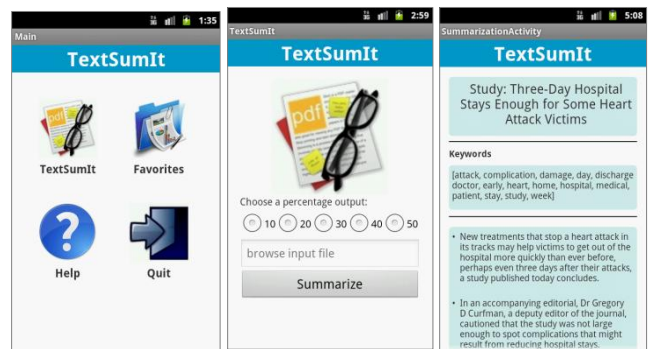 1:35
Main
TextSumIt
pdf
TextSumIt
Favorites
Help
Quit
2:59
TextSumIt
TextSumIt
pdf
Choose a percentage output:
10 20 30 40 50
browse input file
Summarize
5:08
SummarizationActivity
TextSumIt
Study: Three-Day Hospital
Stays Enough for Some Heart
Attack Victims
Keywords
[attack, complication, damage, day, discharge
doctor, early, heart, home, hospital, medical,
patient, stay, study, week]
• New treatments that stop a heart attack in
its tracks may help victims to get out of the
hospital more quickly than ever before,
perhaps even three days after their attacks,
a study published today concludes.
• In an accompanying editorial, Dr Gregory
D Curfman, a deputy editor of the journal,
cautioned that the study was not large
enough to spot complications that might
result from reducing hospital stays.